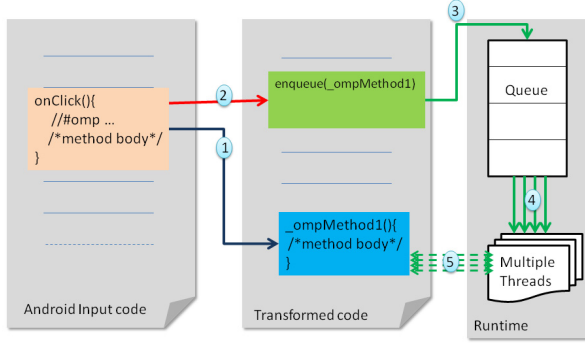 onClick(){
//#omp ...
/*method body*/
}
Android Input code
2
1
enqueue(_ompMethod1)
_ompMethod1(){
/*method body*/
}
Transformed code
3
Queue
4
5
Multiple
Threads
Runtime